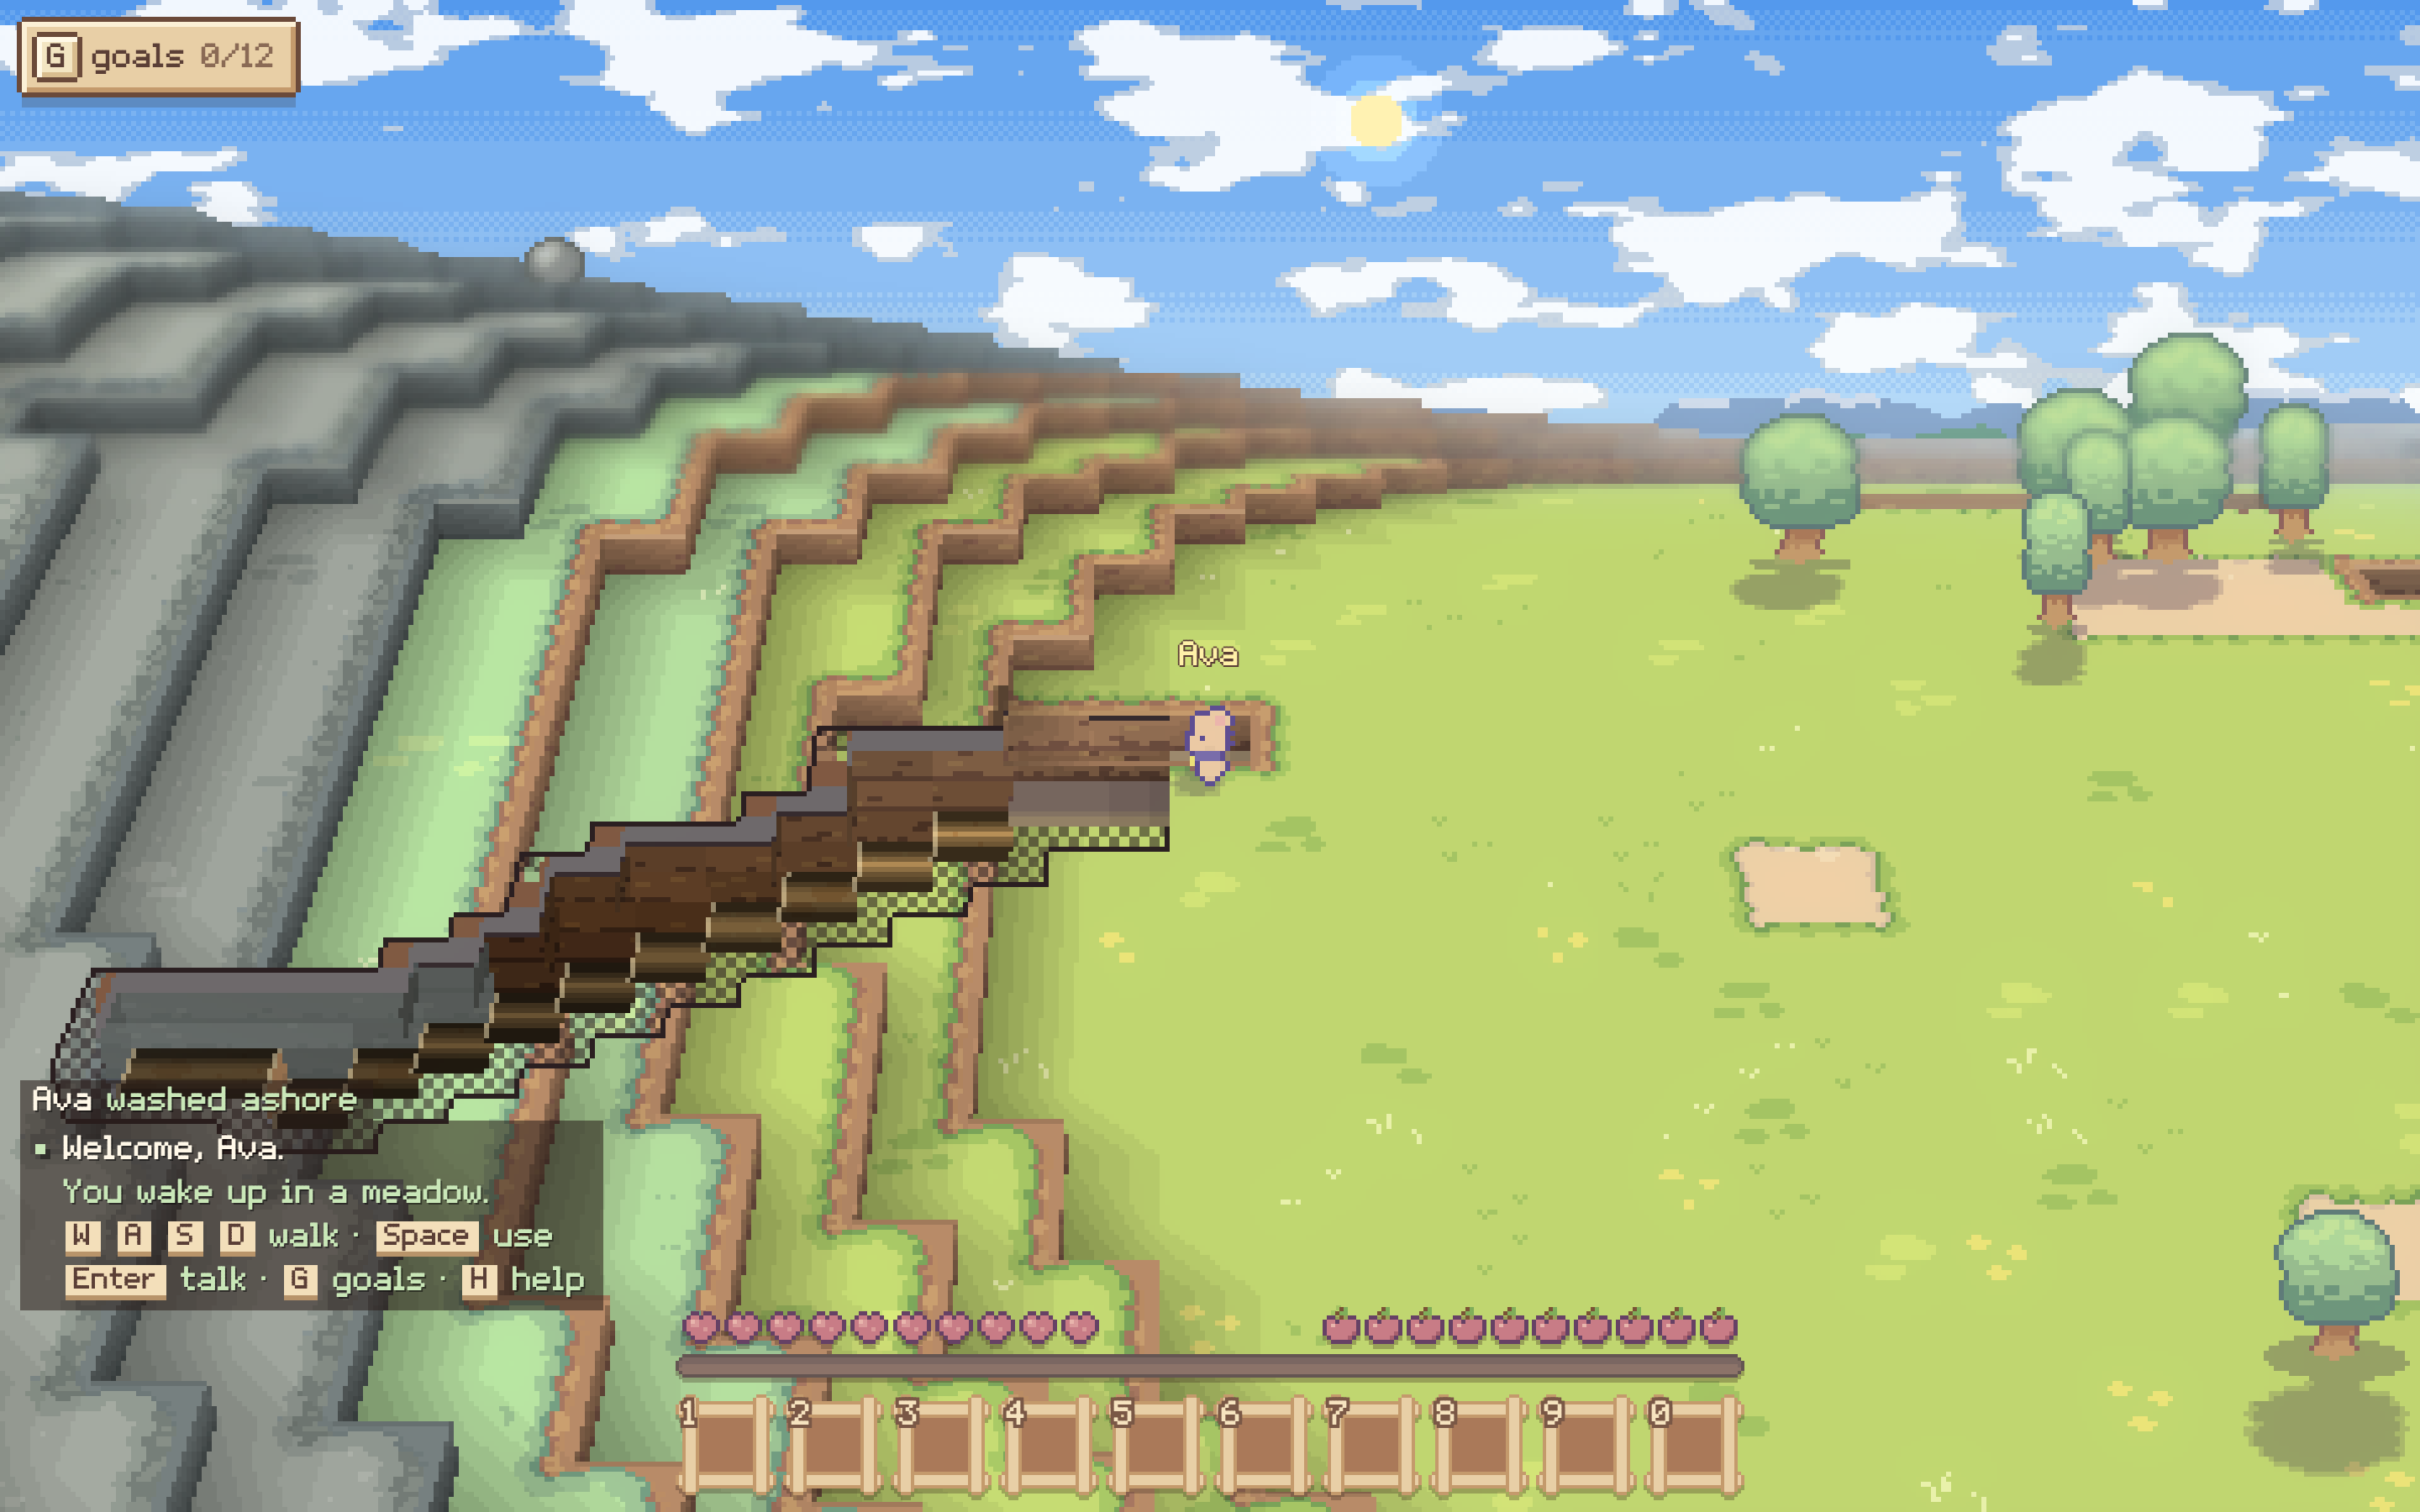 G goals 0/12
Ava
Ava washed ashore
▪ Welcome, Ava.
You wake up in a meadow.
W A S D walk · Space use
Enter talk · G goals · H help
1 2 3 4 5 6 7 8 9 0